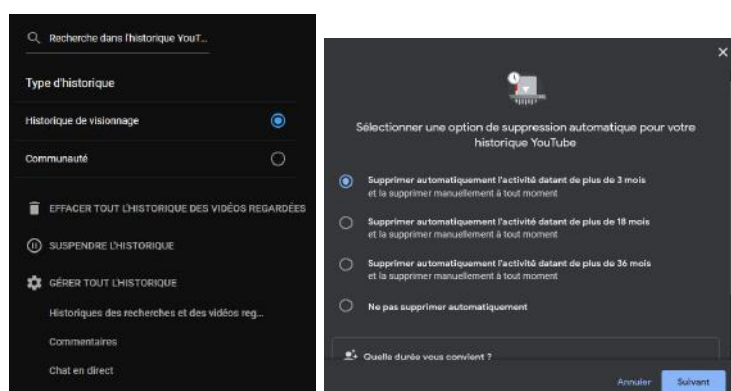 Recherche dans l'historique YouT...
Type d'historique
Historique de visionnage
Communauté
EFFACER TOUT L'HISTORIQUE DES VIDÉOS REGARDÉES
SUSPENDRE L'HISTORIQUE
GÉRER TOUT L'HISTORIQUE
Historiques des recherches et des vidéos reg...
Commentaires
Chat en direct
Sélectionner une option de suppression automatique pour votre
historique YouTube
Supprimer automatiquement l'activité datant de plus de 3 mois
et la supprimer manuellement à tout moment
Supprimer automatiquement l'activité datant de plus de 18 mois
et la supprimer manuellement à tout moment
Supprimer automatiquement l'activité datant de plus de 36 mois
et la supprimer manuellement à tout moment
Ne pas supprimer automatiquement
Quelle durée vous convient ?
Annuler
Suivant